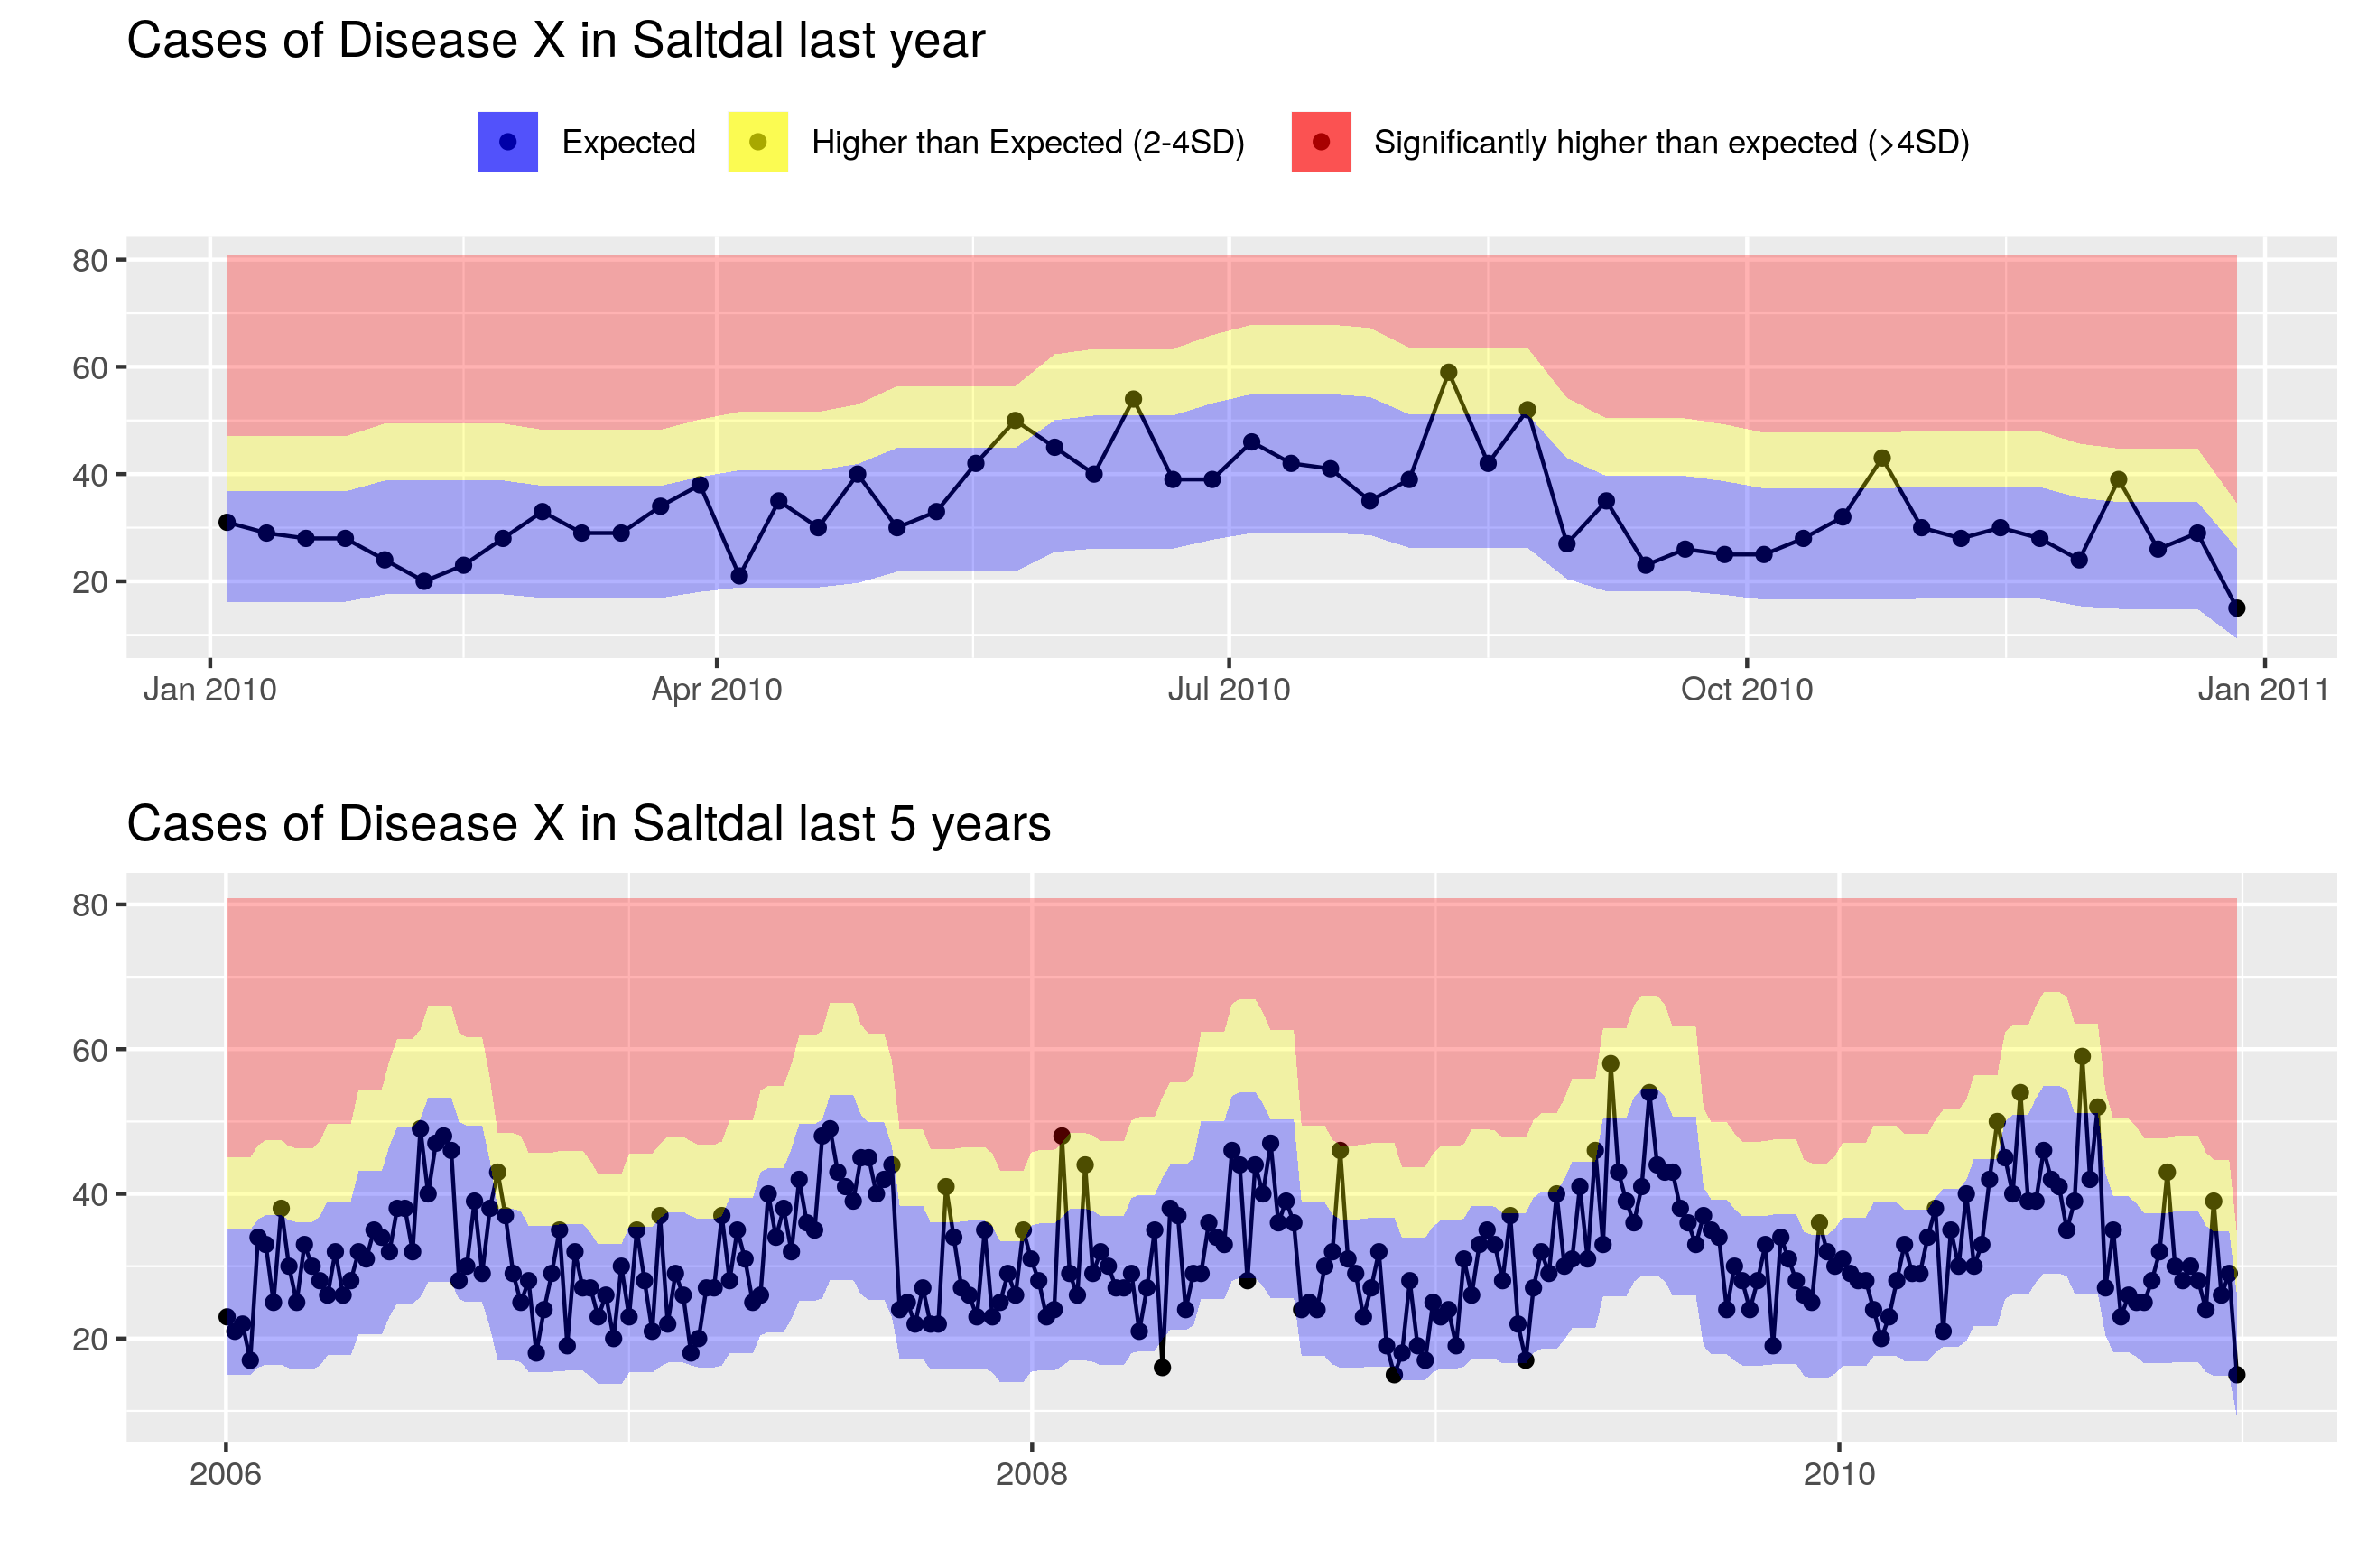 Cases of Disease X in Saltdal last year
Expected Higher than Expected (2-4SD) Significantly higher than expected (>4SD)
80
60
40
20
Jan 2010 Apr 2010 Jul 2010 Oct 2010 Jan 2011
Cases of Disease X in Saltdal last 5 years
80
60
40
20
2006 2008 2010